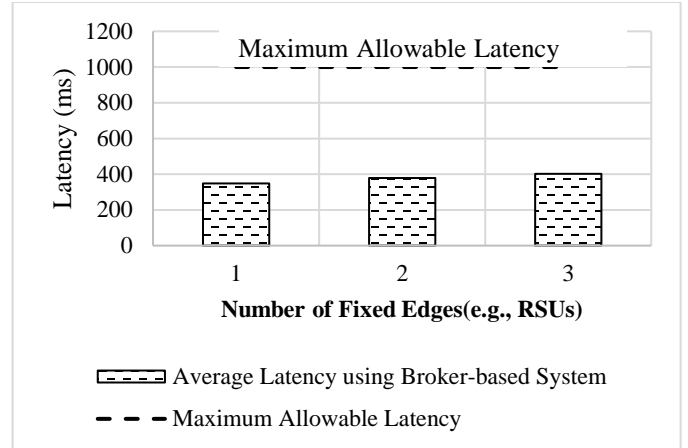 1200
1000
800
600
400
200
0
Latency (ms)
Maximum Allowable Latency
1 2 3
Number of Fixed Edges(e.g., RSUs)
Average Latency using Broker-based System
Maximum Allowable Latency